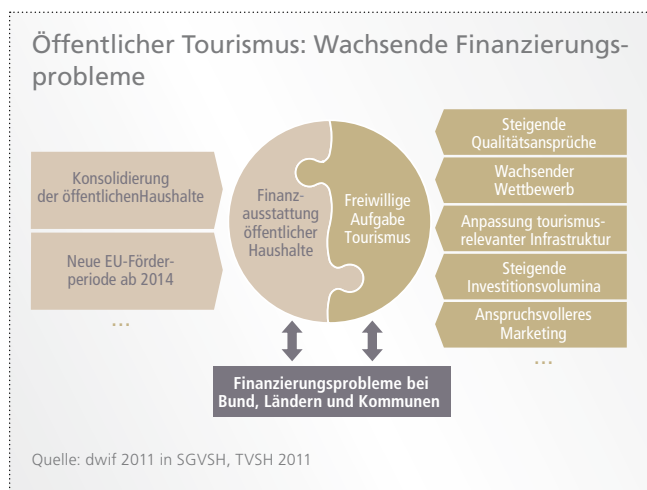 Öffentlicher Tourismus: Wachsende Finanzierungs-
probleme
Konsolidierung
der öffentlichenHaushalte
Neue EU-Förder-
periode ab 2014
...
Finanz-
ausstattung
öffentlicher
Haushalte
Freiwillige
Aufgabe
Tourismus
Steigende
Qualitätsansprüche
Wachsender
Wettbewerb
Anpassung tourismus-
relevanter Infrastruktur
Steigende
Investitionsvolumina
Anspruchsvolleres
Marketing
...
Finanzierungsprobleme bei
Bund, Ländern und Kommunen
Quelle: dwif 2011 in SGVSH, TVSH 2011